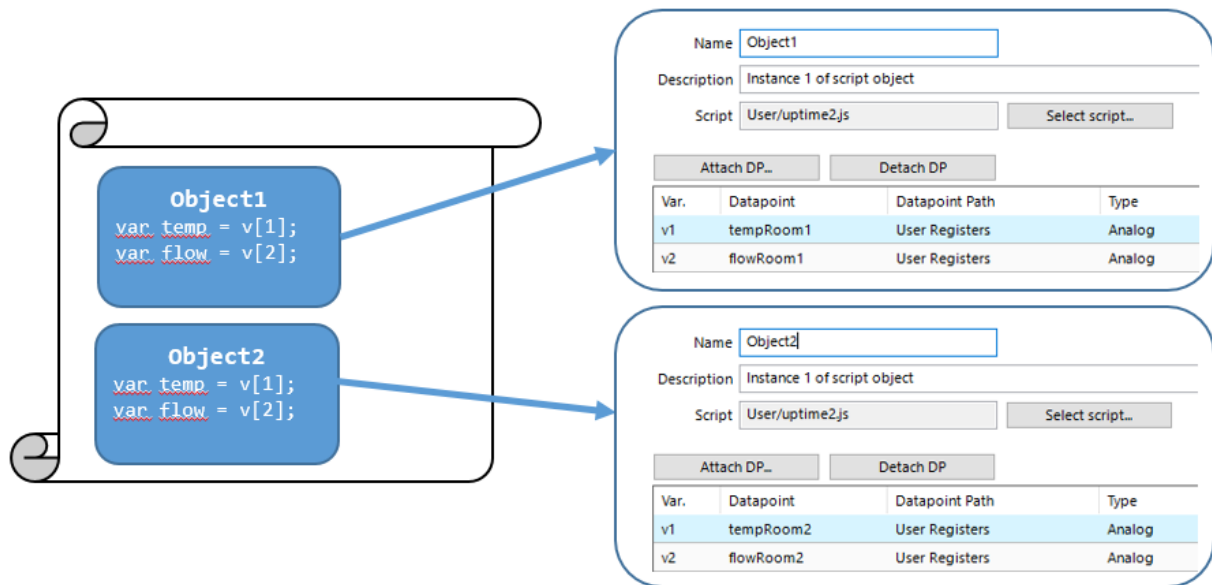 Object1
var temp = v[1];
var flow = v[2];
Object2
var temp = v[1];
var flow = v[2];
Name Object1
Description Instance 1 of script object
Script User/uptime2.js Select script...
Attach DP... Detach DP
Var. Datapoint Datapoint Path Type
v1 tempRoom1 User Registers Analog
v2 flowRoom1 User Registers Analog
Name Object2
Description Instance 1 of script object
Script User/uptime2.js Select script...
Attach DP... Detach DP
Var. Datapoint Datapoint Path Type
v1 tempRoom2 User Registers Analog
v2 flowRoom2 User Registers Analog